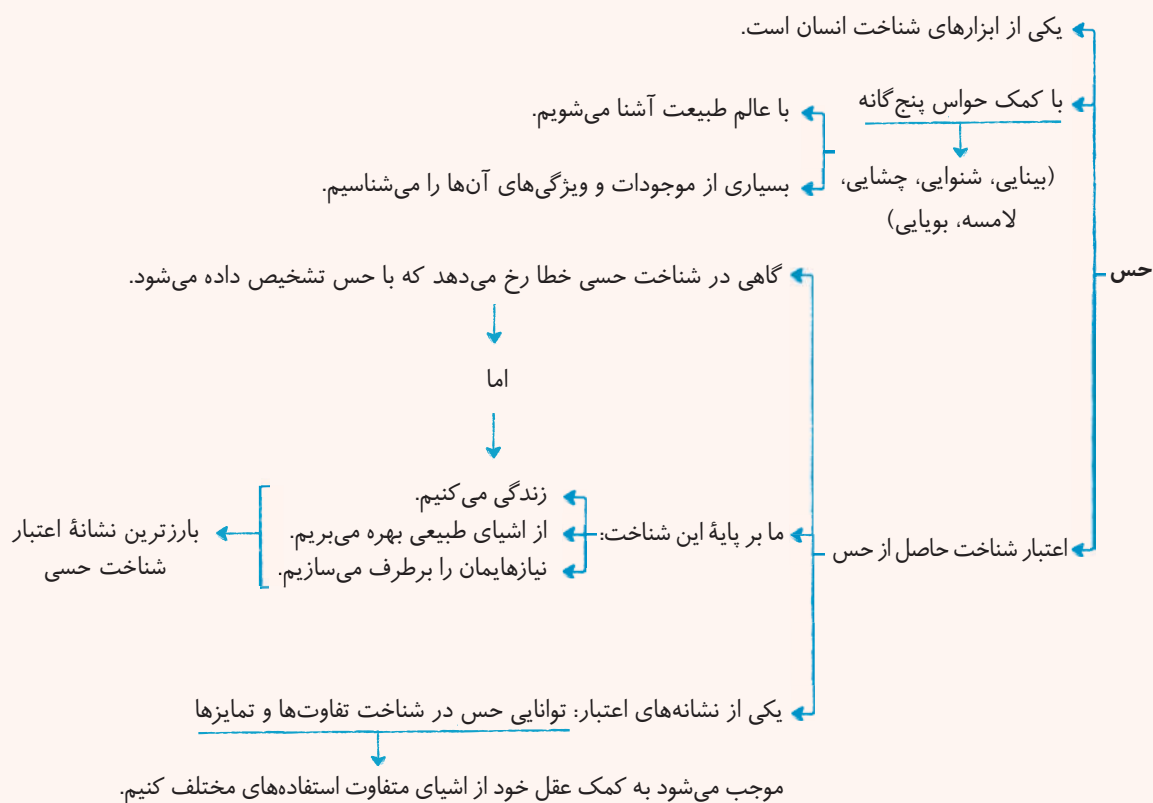 حس
یکی از ابزارهای شناخت انسان است.
با کمک حواس پنج‌گانه
(بینایی، شنوایی، چشایی،
لامسه، بویایی)
با عالم طبیعت آشنا می‌شویم.
بسیاری از موجودات و ویژگی‌های آن‌ها را می‌شناسیم.
اعتبار شناخت حاصل از حس
گاهی در شناخت حسی خطا رخ می‌دهد که با حس تشخیص داده می‌شود.
اما
ما بر پایهٔ این شناخت:
زندگی می‌کنیم.
از اشیای طبیعی بهره می‌بریم.
نیازهایمان را برطرف می‌سازیم.
بارزترین نشانهٔ اعتبار
شناخت حسی
یکی از نشانه‌های اعتبار: توانایی حس در شناخت تفاوت‌ها و تمایزها
موجب می‌شود به کمک عقل خود از اشیای متفاوت استفاده‌های مختلف کنیم.